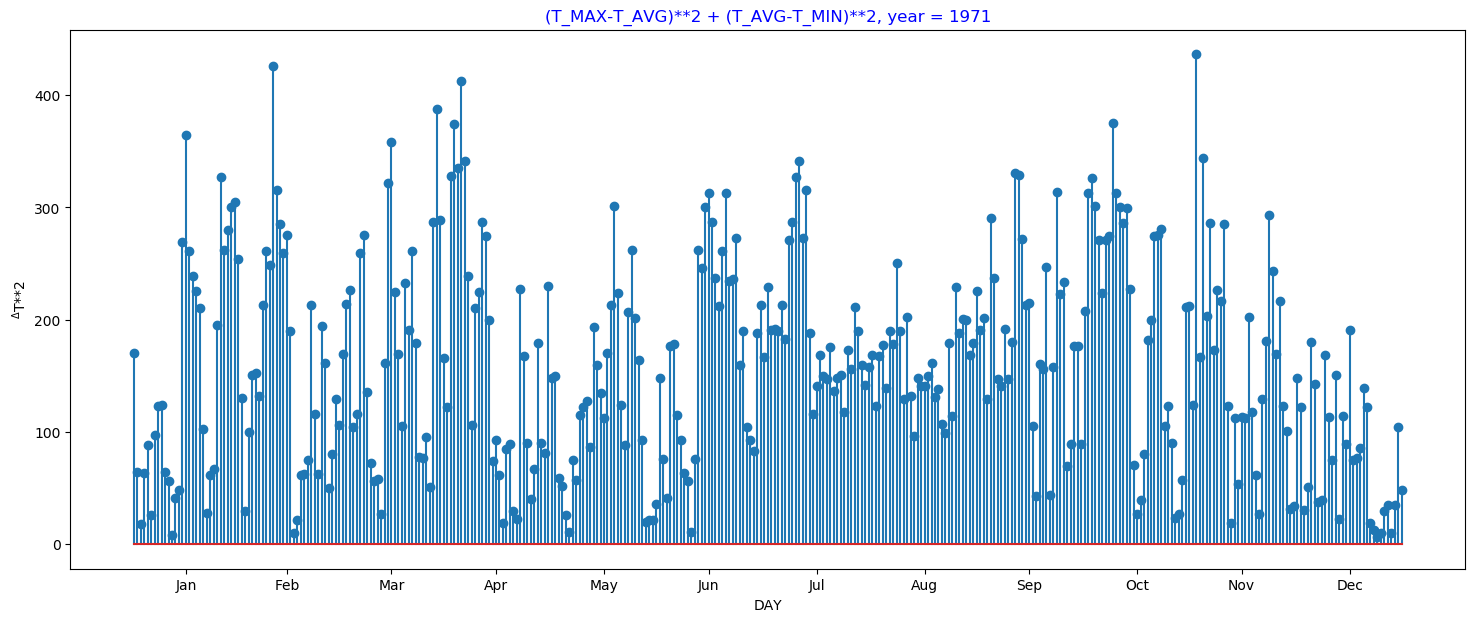 (T_MAX-T_AVG)**2 + (T_AVG-T_MIN)**2, year = 1971
ΔT**2
400
300
200
100
0
Jan Feb Mar Apr May Jun Jul Aug Sep Oct Nov Dec
DAY